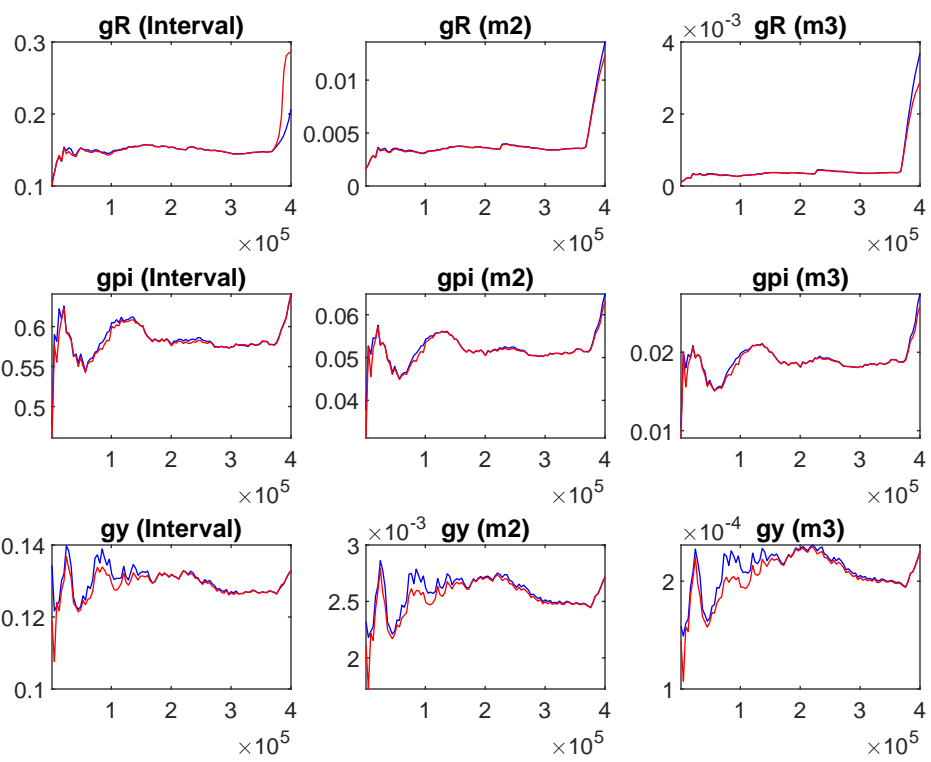 gR (Interval) gR (m2) gR (m3)
×10^-3
0.3 0.2 0.1
0.01 0.005 0
4 2 0
1 2 3 4 1 2 3 4 1 2 3 4
×10^5 ×10^5 ×10^5
gpi (Interval) gpi (m2) gpi (m3)
0.6 0.55 0.5
0.06 0.05 0.04
0.02 0.01
1 2 3 4 1 2 3 4 1 2 3 4
×10^5 ×10^5 ×10^5
gy (Interval) gy (m2) gy (m3)
×10^-3 ×10^-4
0.14 0.12 0.1
3 2.5 2
2 1
1 2 3 4 1 2 3 4 1 2 3 4
×10^5 ×10^5 ×10^5